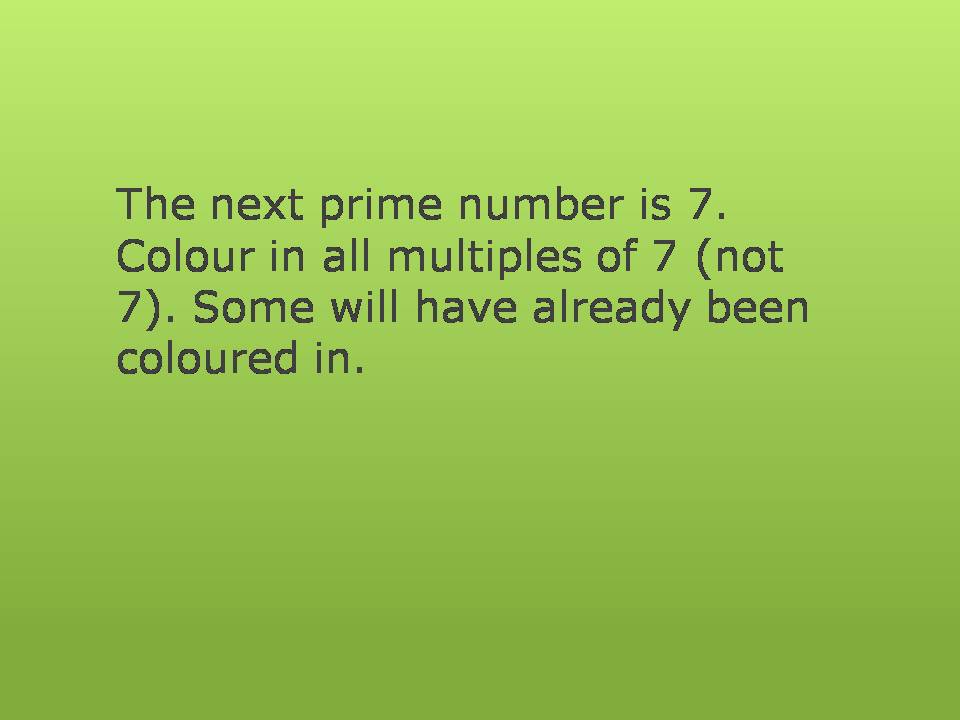 The next prime number is 7.
Colour in all multiples of 7 (not
7). Some will have already been
coloured in.